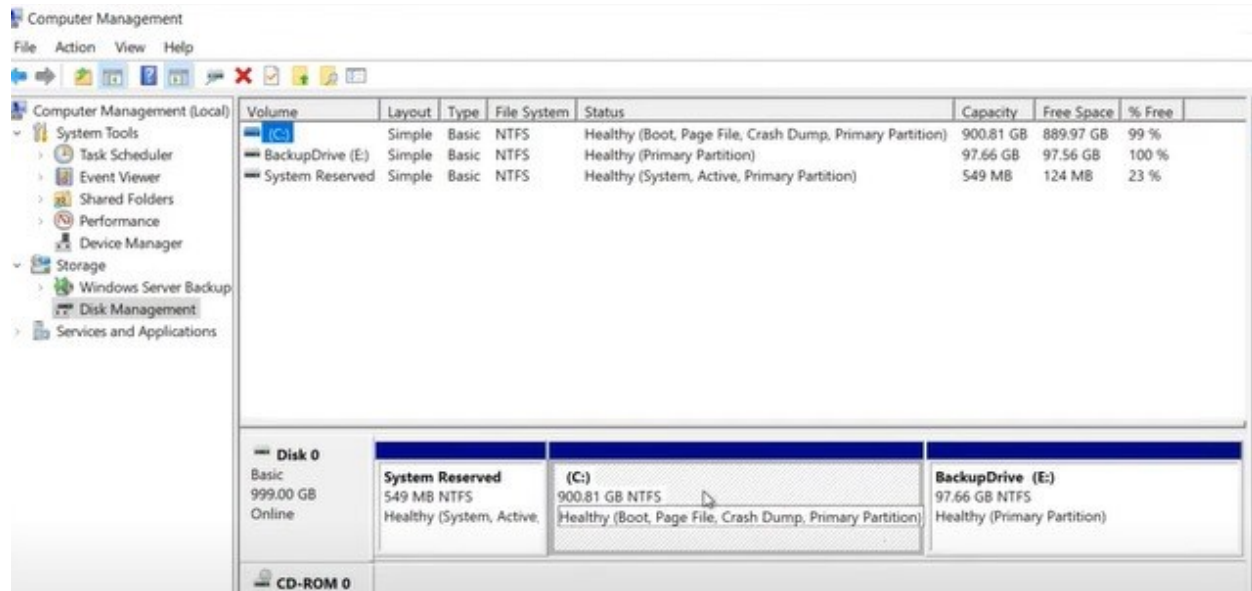 Computer Management
File Action View Help
Computer Management (Local)
System Tools
Task Scheduler
Event Viewer
Shared Folders
Performance
Device Manager
Storage
Windows Server Backup
Disk Management
Services and Applications
Volume Layout Type File System Status Capacity Free Space % Free
(C:) Simple Basic NTFS Healthy (Boot, Page File, Crash Dump, Primary Partition) 900.81 GB 889.97 GB 99 %
BackupDrive (E:) Simple Basic NTFS Healthy (Primary Partition) 97.66 GB 97.56 GB 100 %
System Reserved Simple Basic NTFS Healthy (System, Active, Primary Partition) 549 MB 124 MB 23 %
Disk 0
Basic
999.00 GB
Online
System Reserved
549 MB NTFS
Healthy (System, Active,
(C:)
900.81 GB NTFS
Healthy (Boot, Page File, Crash Dump, Primary Partition)
BackupDrive (E:)
97.66 GB NTFS
Healthy (Primary Partition)
CD-ROM 0